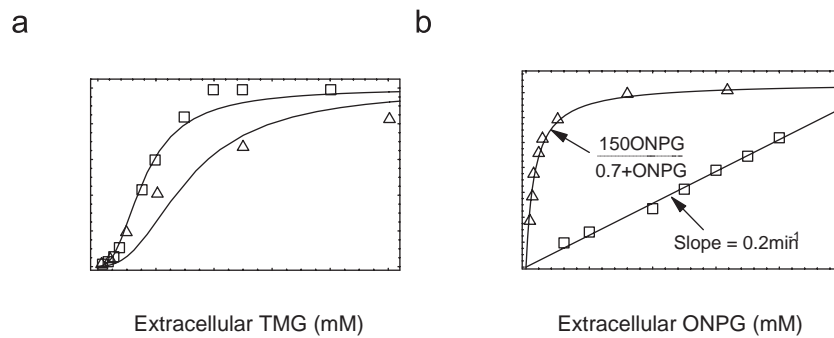 a
b
150ONPG
0.7+ONPG
Slope = 0.2min-1
Extracellular TMG (mM)
Extracellular ONPG (mM)